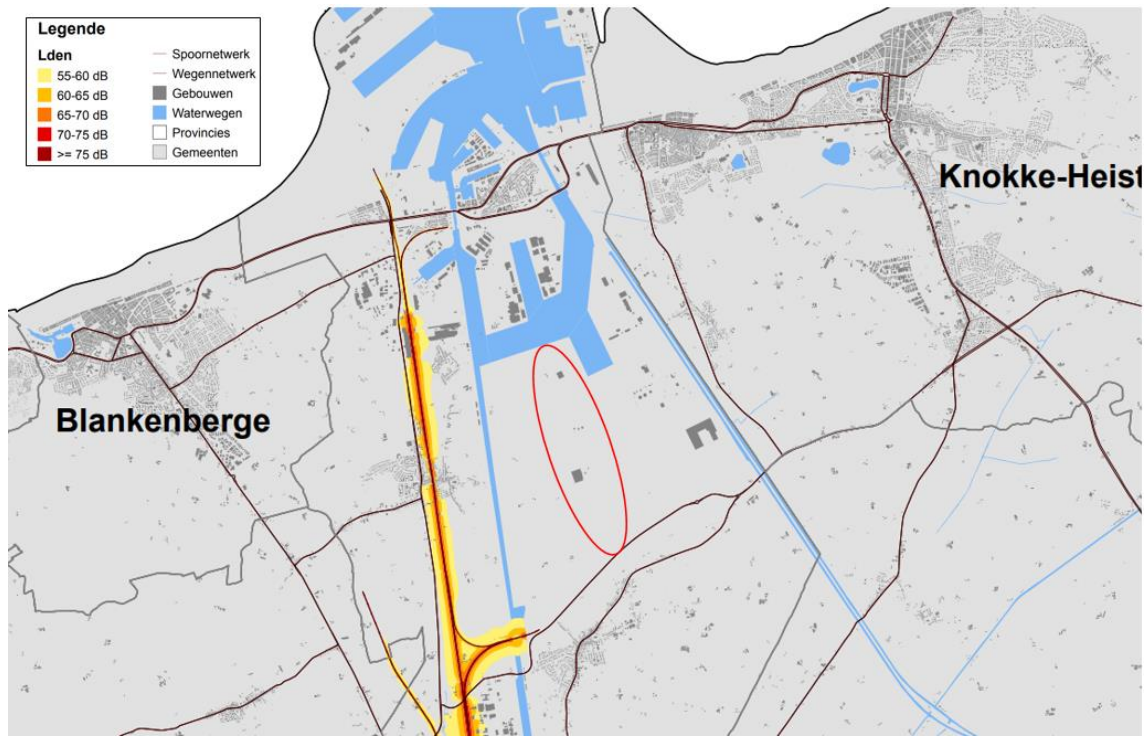 Legende
Lden
55-60 dB
60-65 dB
65-70 dB
70-75 dB
>= 75 dB
Spoornetwerk
Wegennetwerk
Gebouwen
Waterwegen
Provincies
Gemeenten
Knokke-Heist
Blankenberge